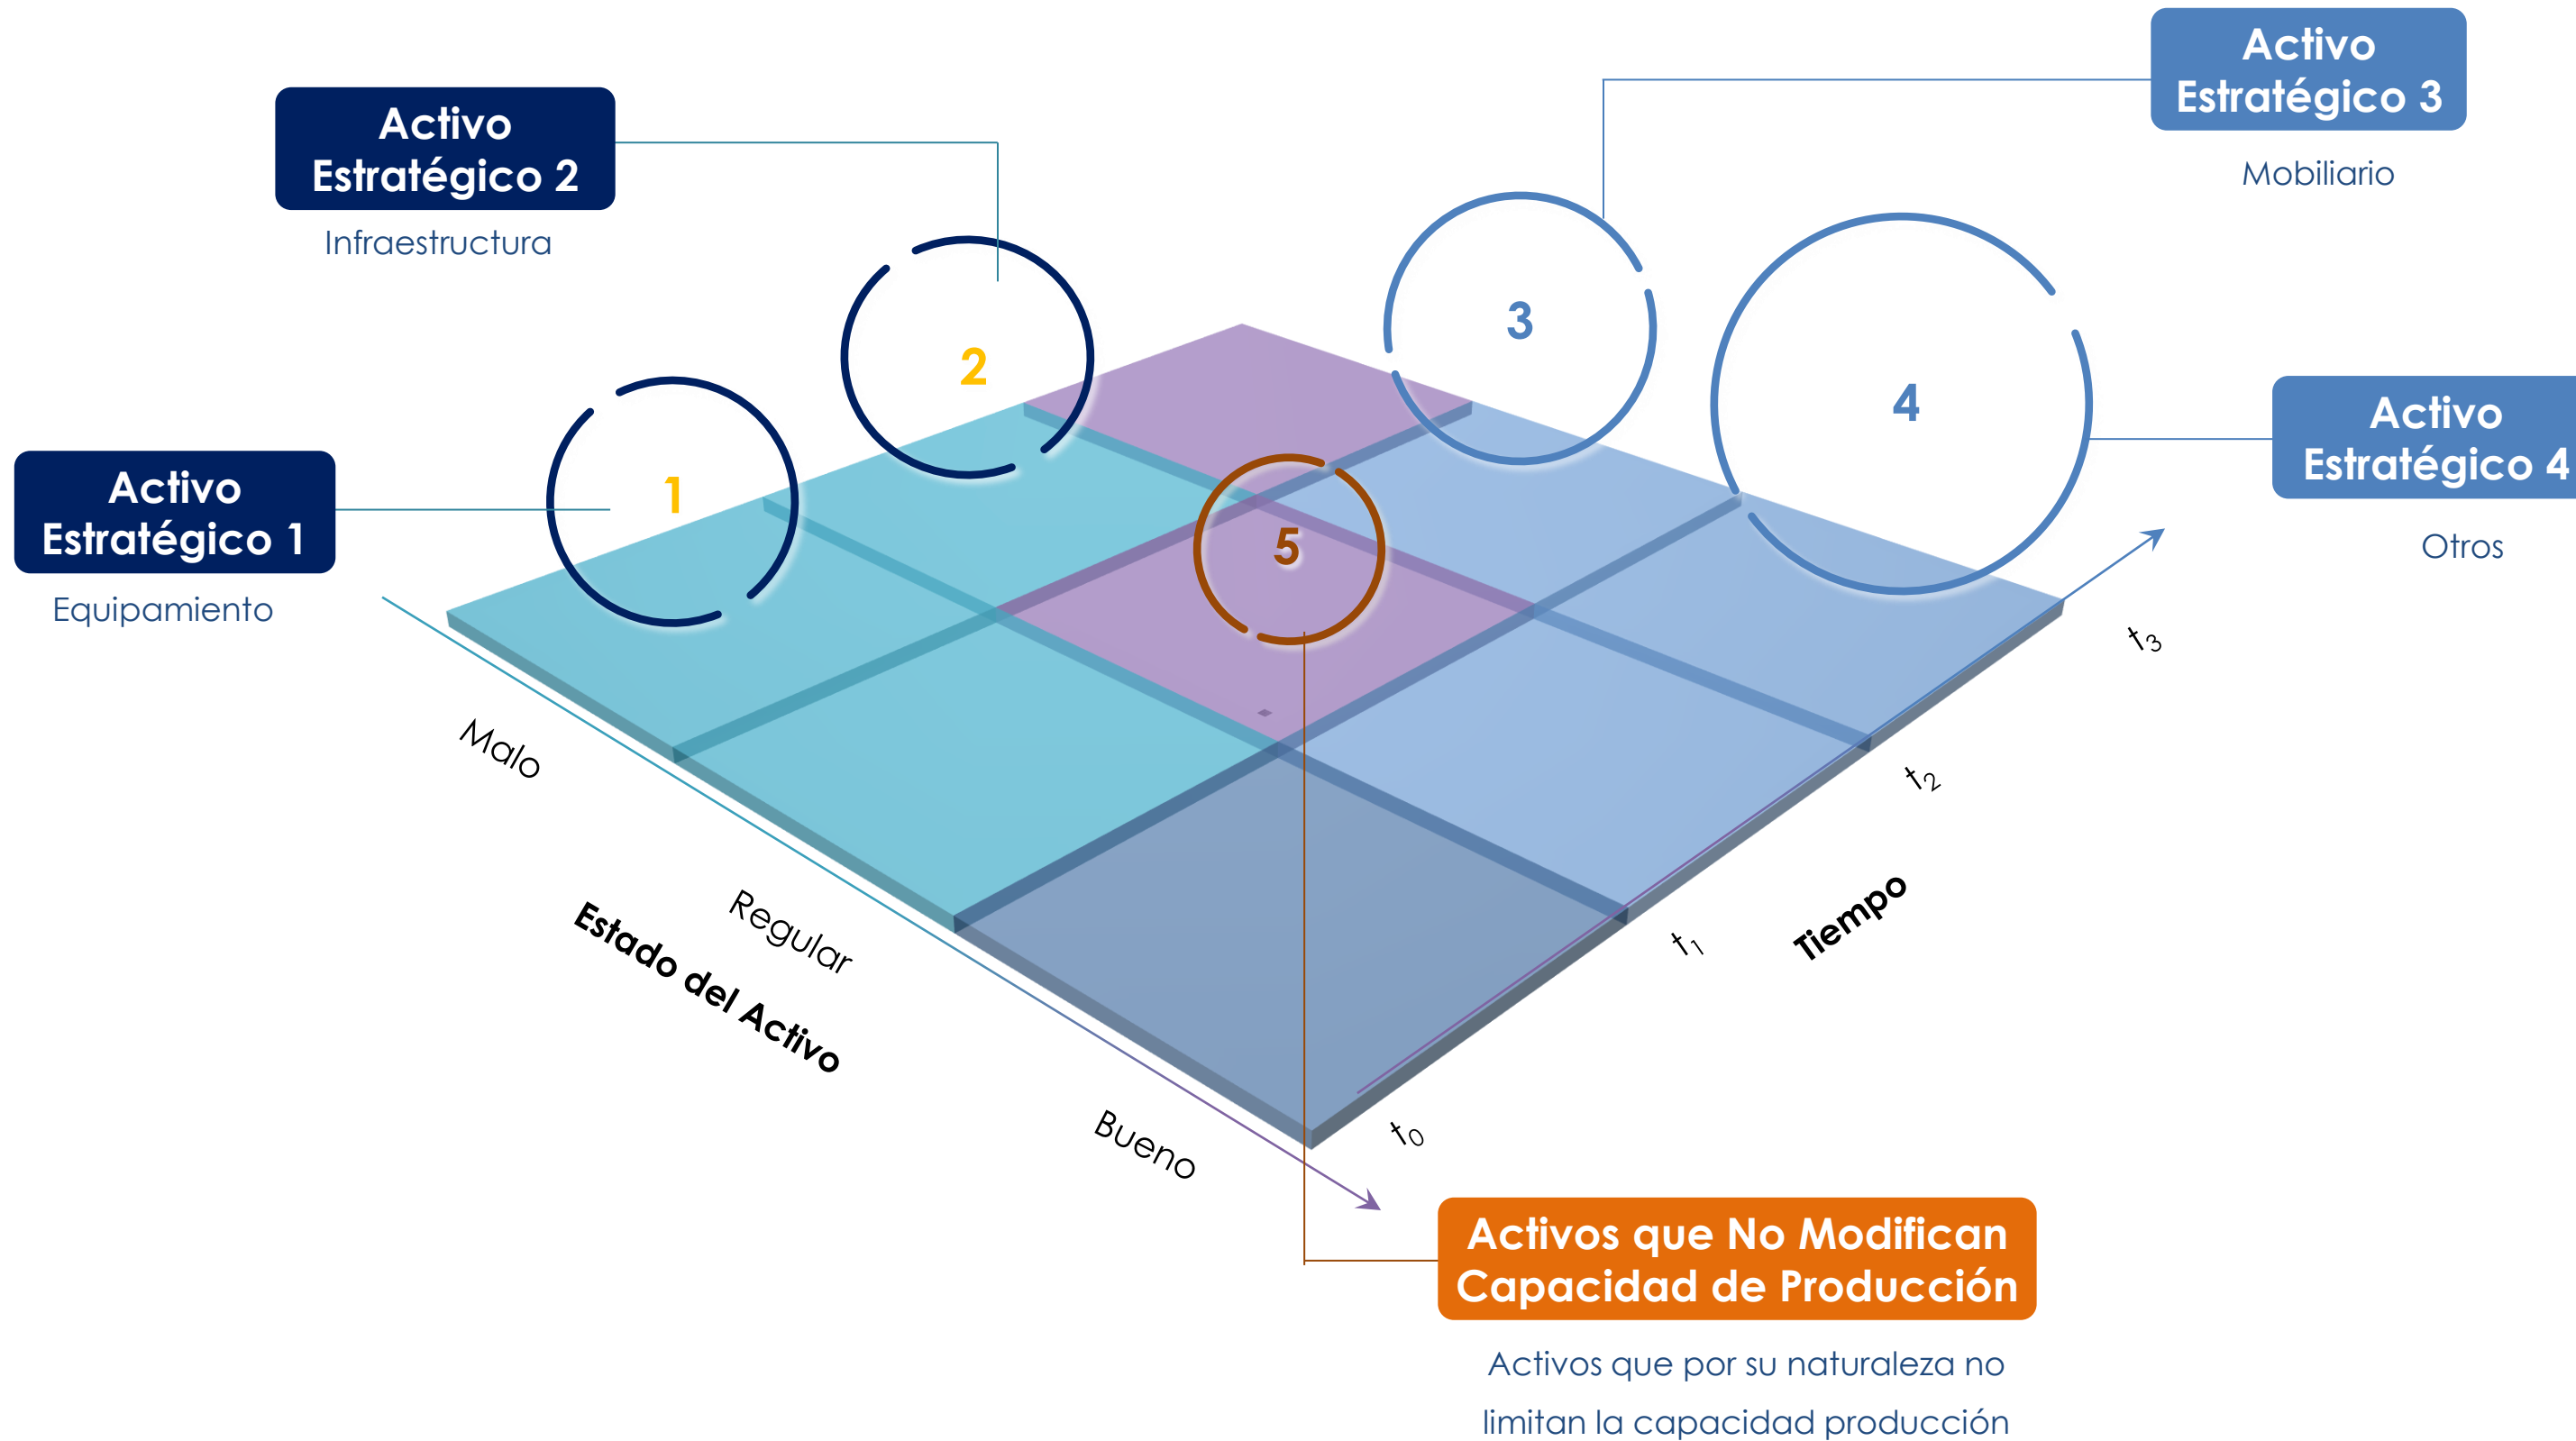 Activo
Estratégico 3
Mobiliario
Activo
Estratégico 2
Infraestructura
3
2
4
Activo
Estratégico 4
Otros
1
Activo
Estratégico 1
Equipamiento
5
t3
Malo
t2
Regular
Tiempo
t1
Estado del Activo
Bueno
t0
Activos que No Modifican
Capacidad de Producción
Activos que por su naturaleza no
limitan la capacidad producción